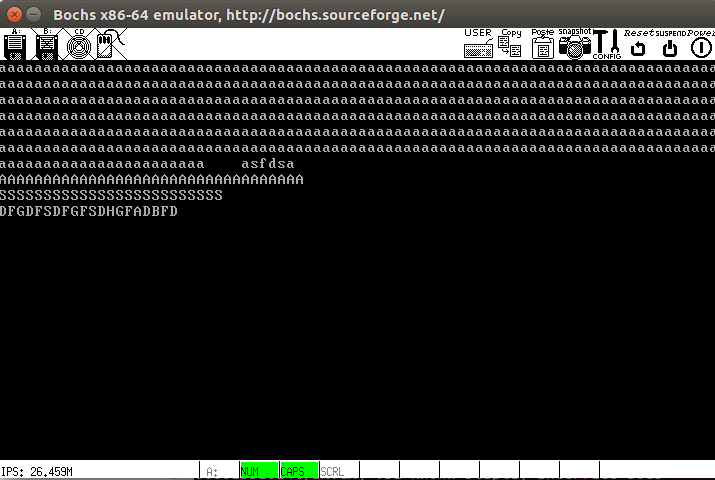 Bochs x86-64 emulator, http://bochs.sourceforge.net/
A: B: CD USER Copy Paste snapshot CONFIG Reset SUSPEND Power
aaaaaaaaaaaaaaaaaaaaaaaaaaaaaaaaaaaaaaaaaaaaaaaaaaaaaaaaaaaaaaaaaaaaaaaaaaaaaaaa
aaaaaaaaaaaaaaaaaaaaaaaaaaaaaaaaaaaaaaaaaaaaaaaaaaaaaaaaaaaaaaaaaaaaaaaaaaaaaaaa
aaaaaaaaaaaaaaaaaaaaaaaaaaaaaaaaaaaaaaaaaaaaaaaaaaaaaaaaaaaaaaaaaaaaaaaaaaaaaaaa
aaaaaaaaaaaaaaaaaaaaaaaaaaaaaaaaaaaaaaaaaaaaaaaaaaaaaaaaaaaaaaaaaaaaaaaaaaaaaaaa
aaaaaaaaaaaaaaaaaaaaaaaaaaaaaaaaaaaaaaaaaaaaaaaaaaaaaaaaaaaaaaaaaaaaaaaaaaaaaaaa
aaaaaaaaaaaaaaaaaaaaaaaaaaaaaaaaaaaaaaaaaaaaaaaaaaaaaaaaaaaaaaaaaaaaaaaaaaaaaaaa
aaaaaaaaaaaaaaaaaaaaaaa    asfdsa
AAAAAAAAAAAAAAAAAAAAAAAAAAAAAAAAAA
SSSSSSSSSSSSSSSSSSSSSSSSS
DFGDFSDFGFSDHGFADBFD
IPS: 26.459M A: NUM CAPS SCRL